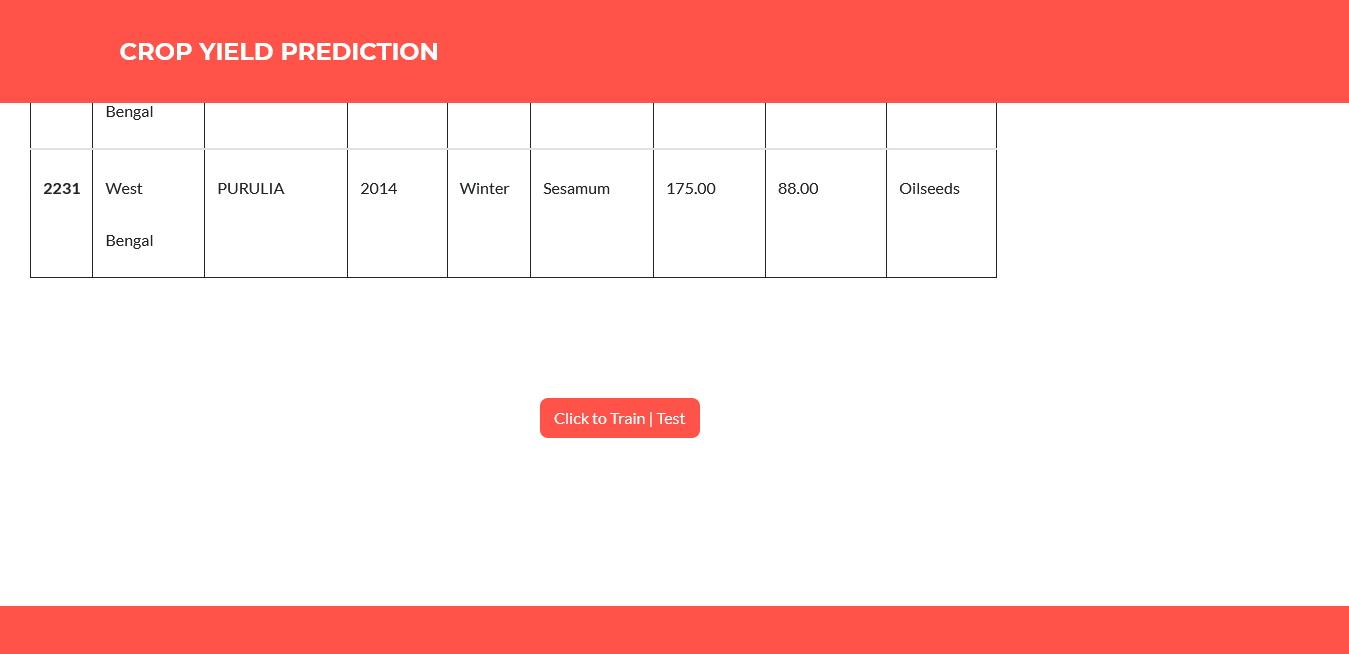 CROP YIELD PREDICTION
Bengal
2231 West PURULIA 2014 Winter Sesamum 175.00 88.00 Oilseeds
Bengal
Click to Train | Test